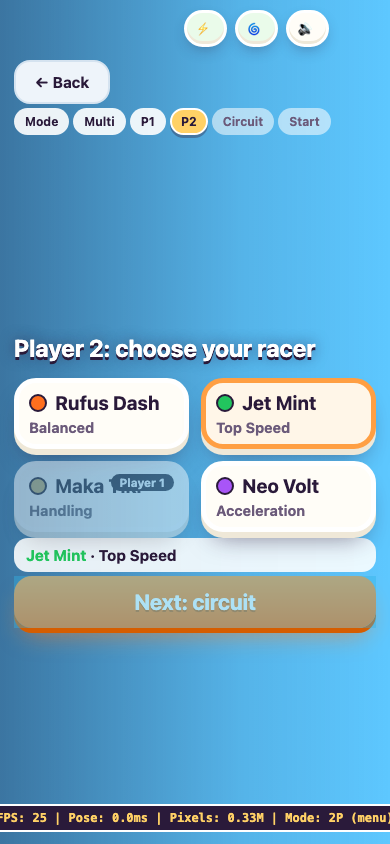 ← Back
Mode Multi P1 P2 Circuit Start
Player 2: choose your racer
Rufus Dash
Balanced
Jet Mint
Top Speed
Maka
Player 1
Handling
Neo Volt
Acceleration
Jet Mint · Top Speed
Next: circuit
FPS: 25 | Pose: 0.0ms | Pixels: 0.33M | Mode: 2P (menu)